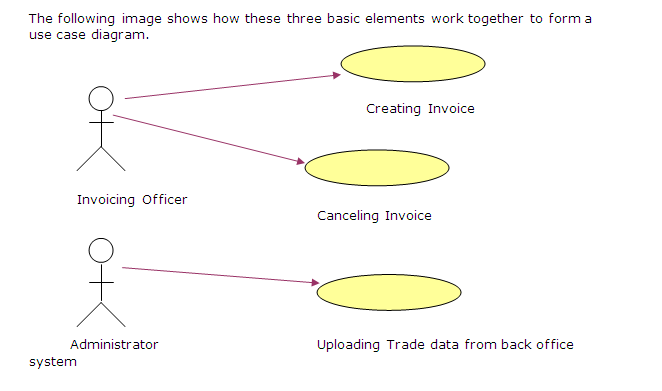 The following image shows how these three basic elements work together to form a
use case diagram.
Creating Invoice
Invoicing Officer
Canceling Invoice
Administrator
Uploading Trade data from back office
system